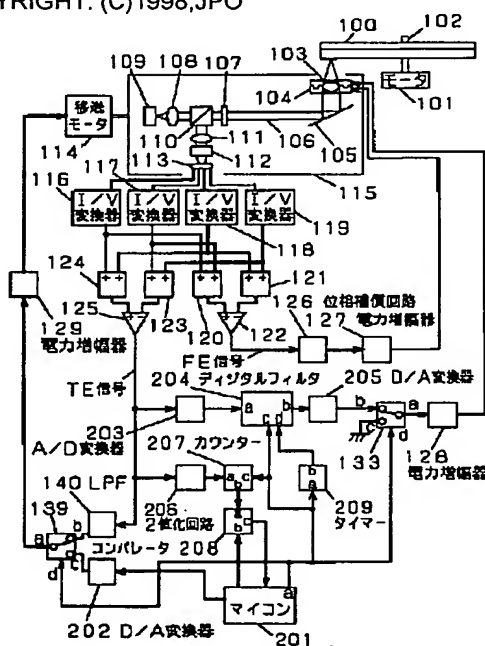 YRIGHT: (C)1998,JPO
100
102
109
108
107
103
104
モータ
101
移送
モータ
114
110
111
106
105
113
112
117
116
115
I/V
変換器
I/V
変換器
I/V
変換器
I/V
変換器
119
118
124
121
125
123
120
122
126
位相補償回路
127
電力増幅器
129
電力増幅器
FE信号
TE信号
204
ディジタルフィルタ
205
D/A変換器
a
b
c
d
b
a
c
d
203
A/D変換器
207
カウンター
133
128
電力増幅器
140
LPF
206
2値化回路
a
b
c
b
a
209
タイマー
139
a
b
c
d
コンパレータ
208
a
b
c
202
D/A変換器
マイコン
a
201